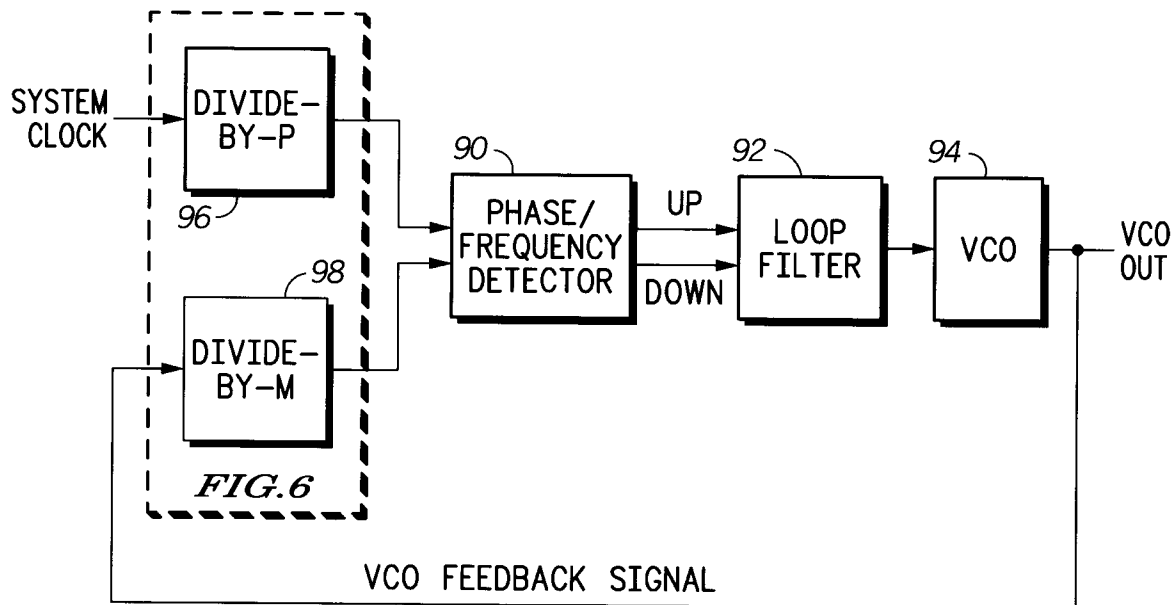 SYSTEM
CLOCK
DIVIDE-
BY-P
96
98
DIVIDE-
BY-M
FIG.6
90
PHASE/
FREQUENCY
DETECTOR
UP
DOWN
92
LOOP
FILTER
94
VCO
VCO
OUT
VCO FEEDBACK SIGNAL